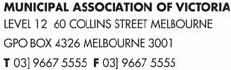 MUNICIPAL ASSOCIATION OF VICTORIA
LEVEL 12 60 COLLINS STREET MELBOURNE
GPO BOX 4326 MELBOURNE 3001
T 03] 9667 5555 F 03] 9667 5555